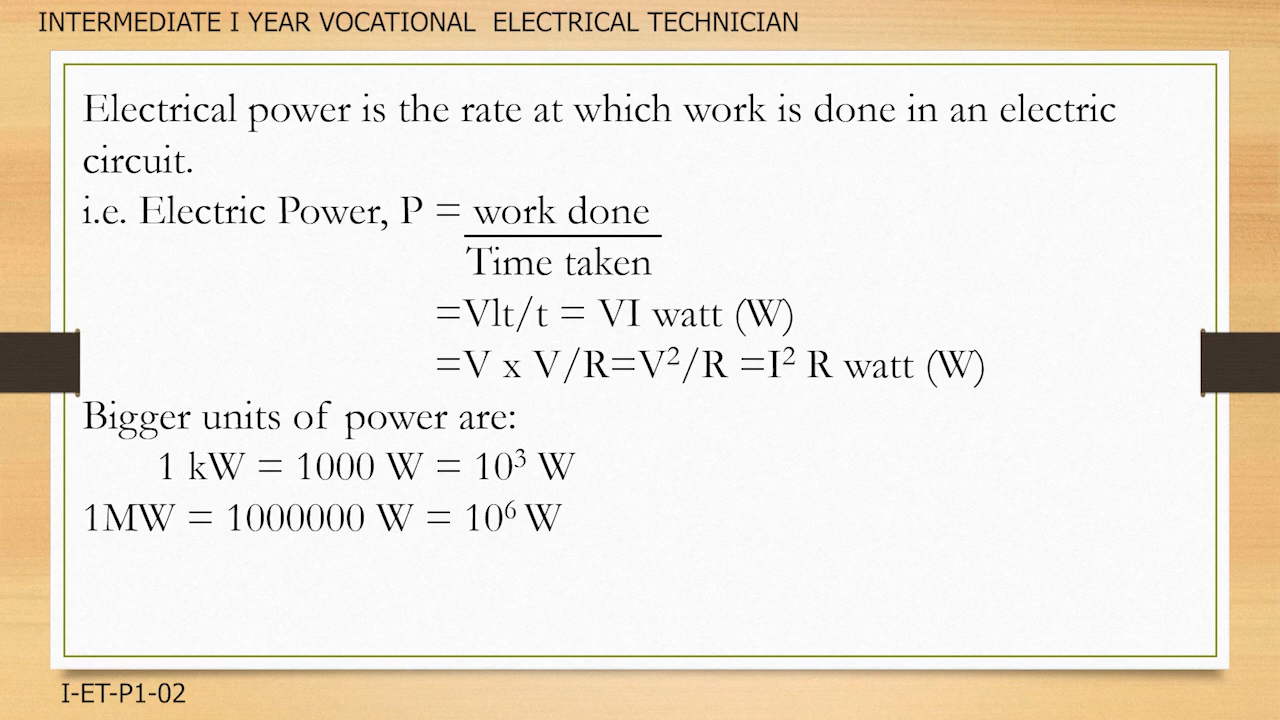 INTERMEDIATE I YEAR VOCATIONAL ELECTRICAL TECHNICIAN
Electrical power is the rate at which work is done in an electric
circuit.
i.e. Electric Power, P = work done
Time taken
=Vlt/t = VI watt (W)
=V x V/R=V²/R =I² R watt (W)
Bigger units of power are:
1 kW = 1000 W = 10³ W
1MW = 1000000 W = 10⁶ W
I-ET-P1-02